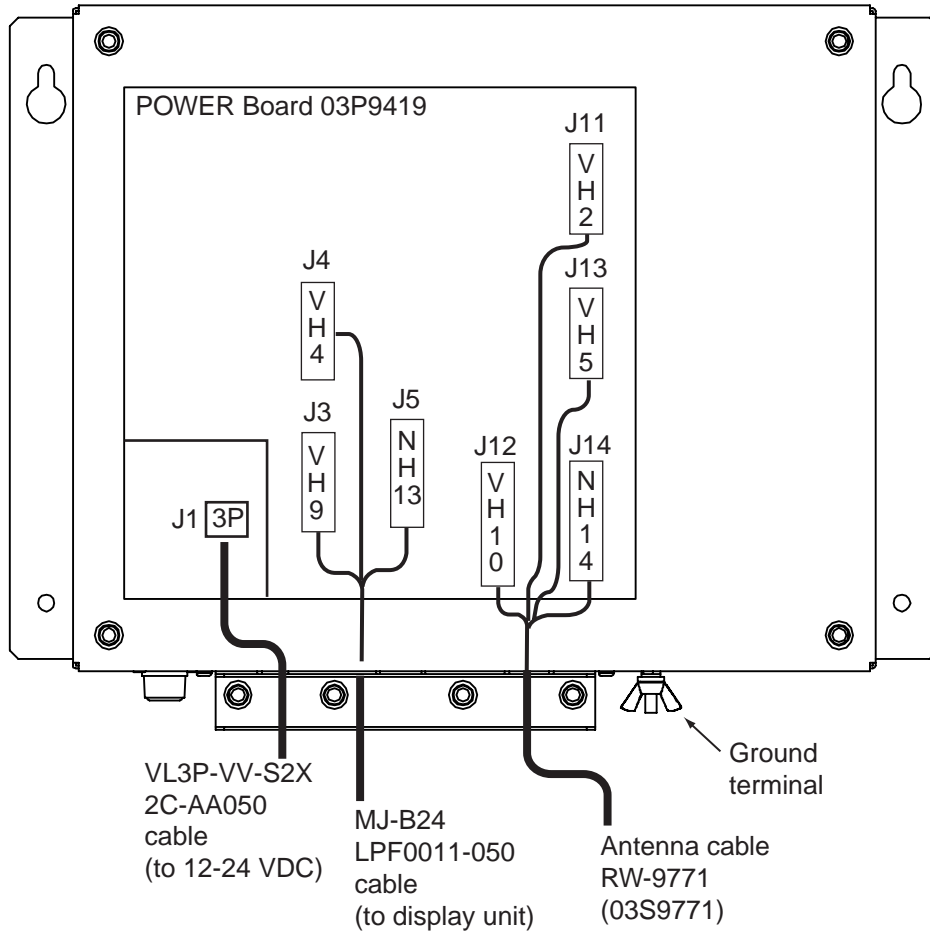 POWER Board 03P9419
J11
VH2
J4
VH4
J13
VH5
J3
VH9
J5
NH13
J12
VH10
J14
NH14
J1 3P
VL3P-VV-S2X
2C-AA050
cable
(to 12-24 VDC)
MJ-B24
LPF0011-050
cable
(to display unit)
Antenna cable
RW-9771
(03S9771)
Ground
terminal